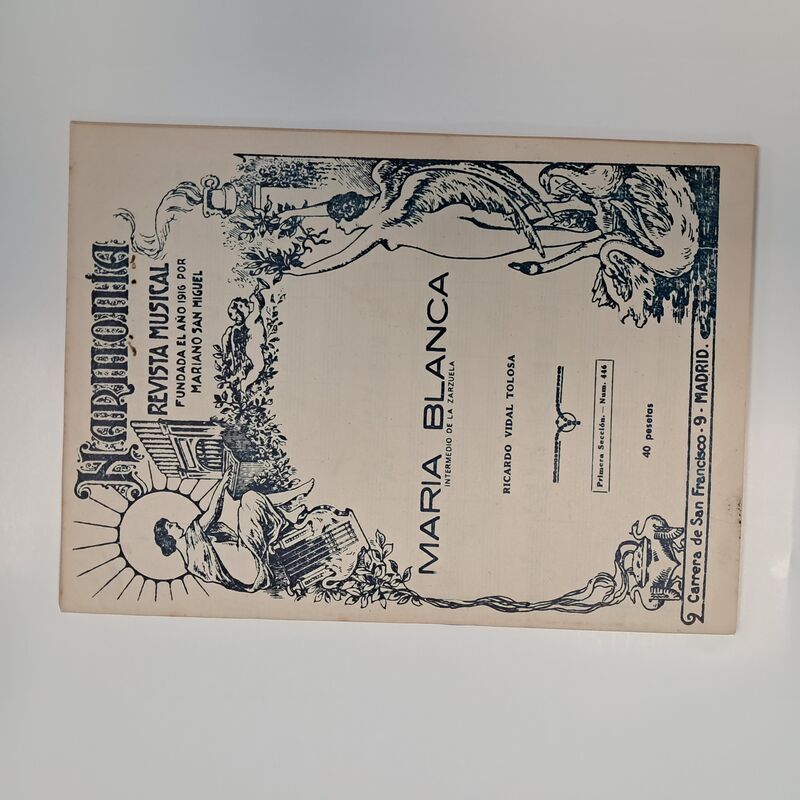 Harmonia
REVISTA MUSICAL
FUNDADA EL AÑO 1916 POR
MARIANO SAN MIGUEL
MARIA BLANCA
INTERMEDIO DE LA ZARZUELA
RICARDO VIDAL TOLOSA
Primera Sección. - Num. 446
40 pesetas
Carrera de San Francisco - 9 - MADRID.